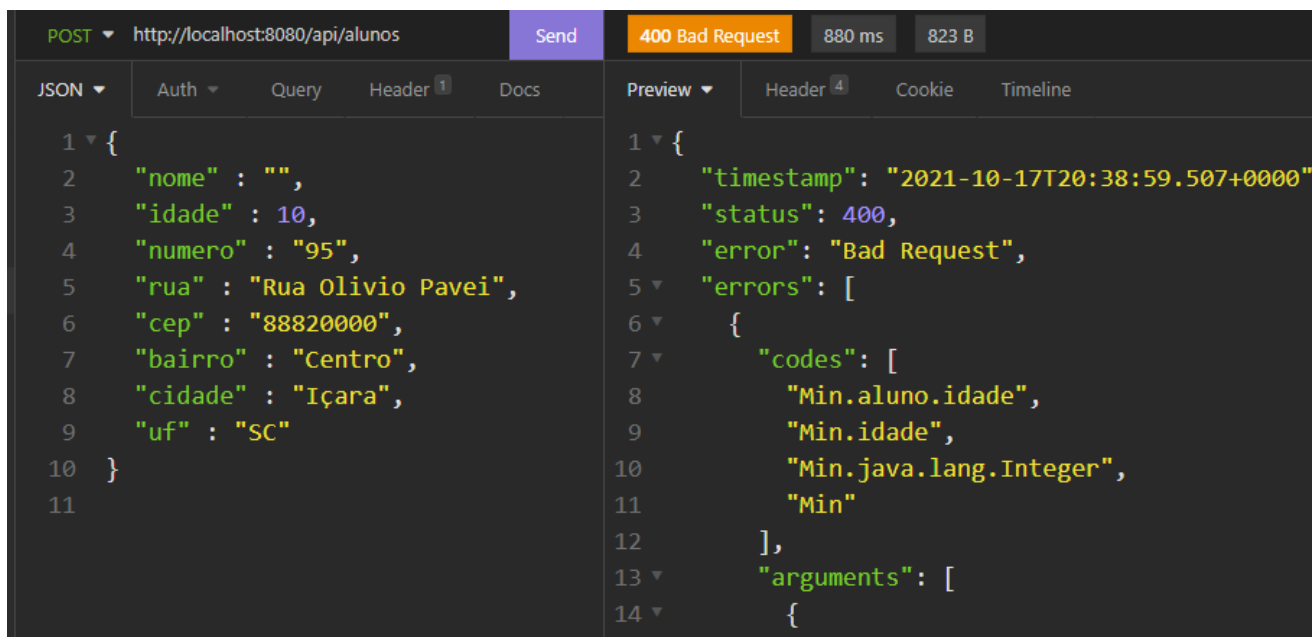 POST http://localhost:8080/api/alunos Send 400 Bad Request 880 ms 823 B
JSON Auth Query Header 1 Docs Preview Header 4 Cookie Timeline
1 {
2 "nome" : "",
3 "idade" : 10,
4 "numero" : "95",
5 "rua" : "Rua Olivio Pavei",
6 "cep" : "88820000",
7 "bairro" : "Centro",
8 "cidade" : "Içara",
9 "uf" : "SC"
10 }
11
1 {
2 "timestamp": "2021-10-17T20:38:59.507+0000"
3 "status": 400,
4 "error": "Bad Request",
5 "errors": [
6 {
7 "codes": [
8 "Min.aluno.idade",
9 "Min.idade",
10 "Min.java.lang.Integer",
11 "Min"
12 ],
13 "arguments": [
14 {